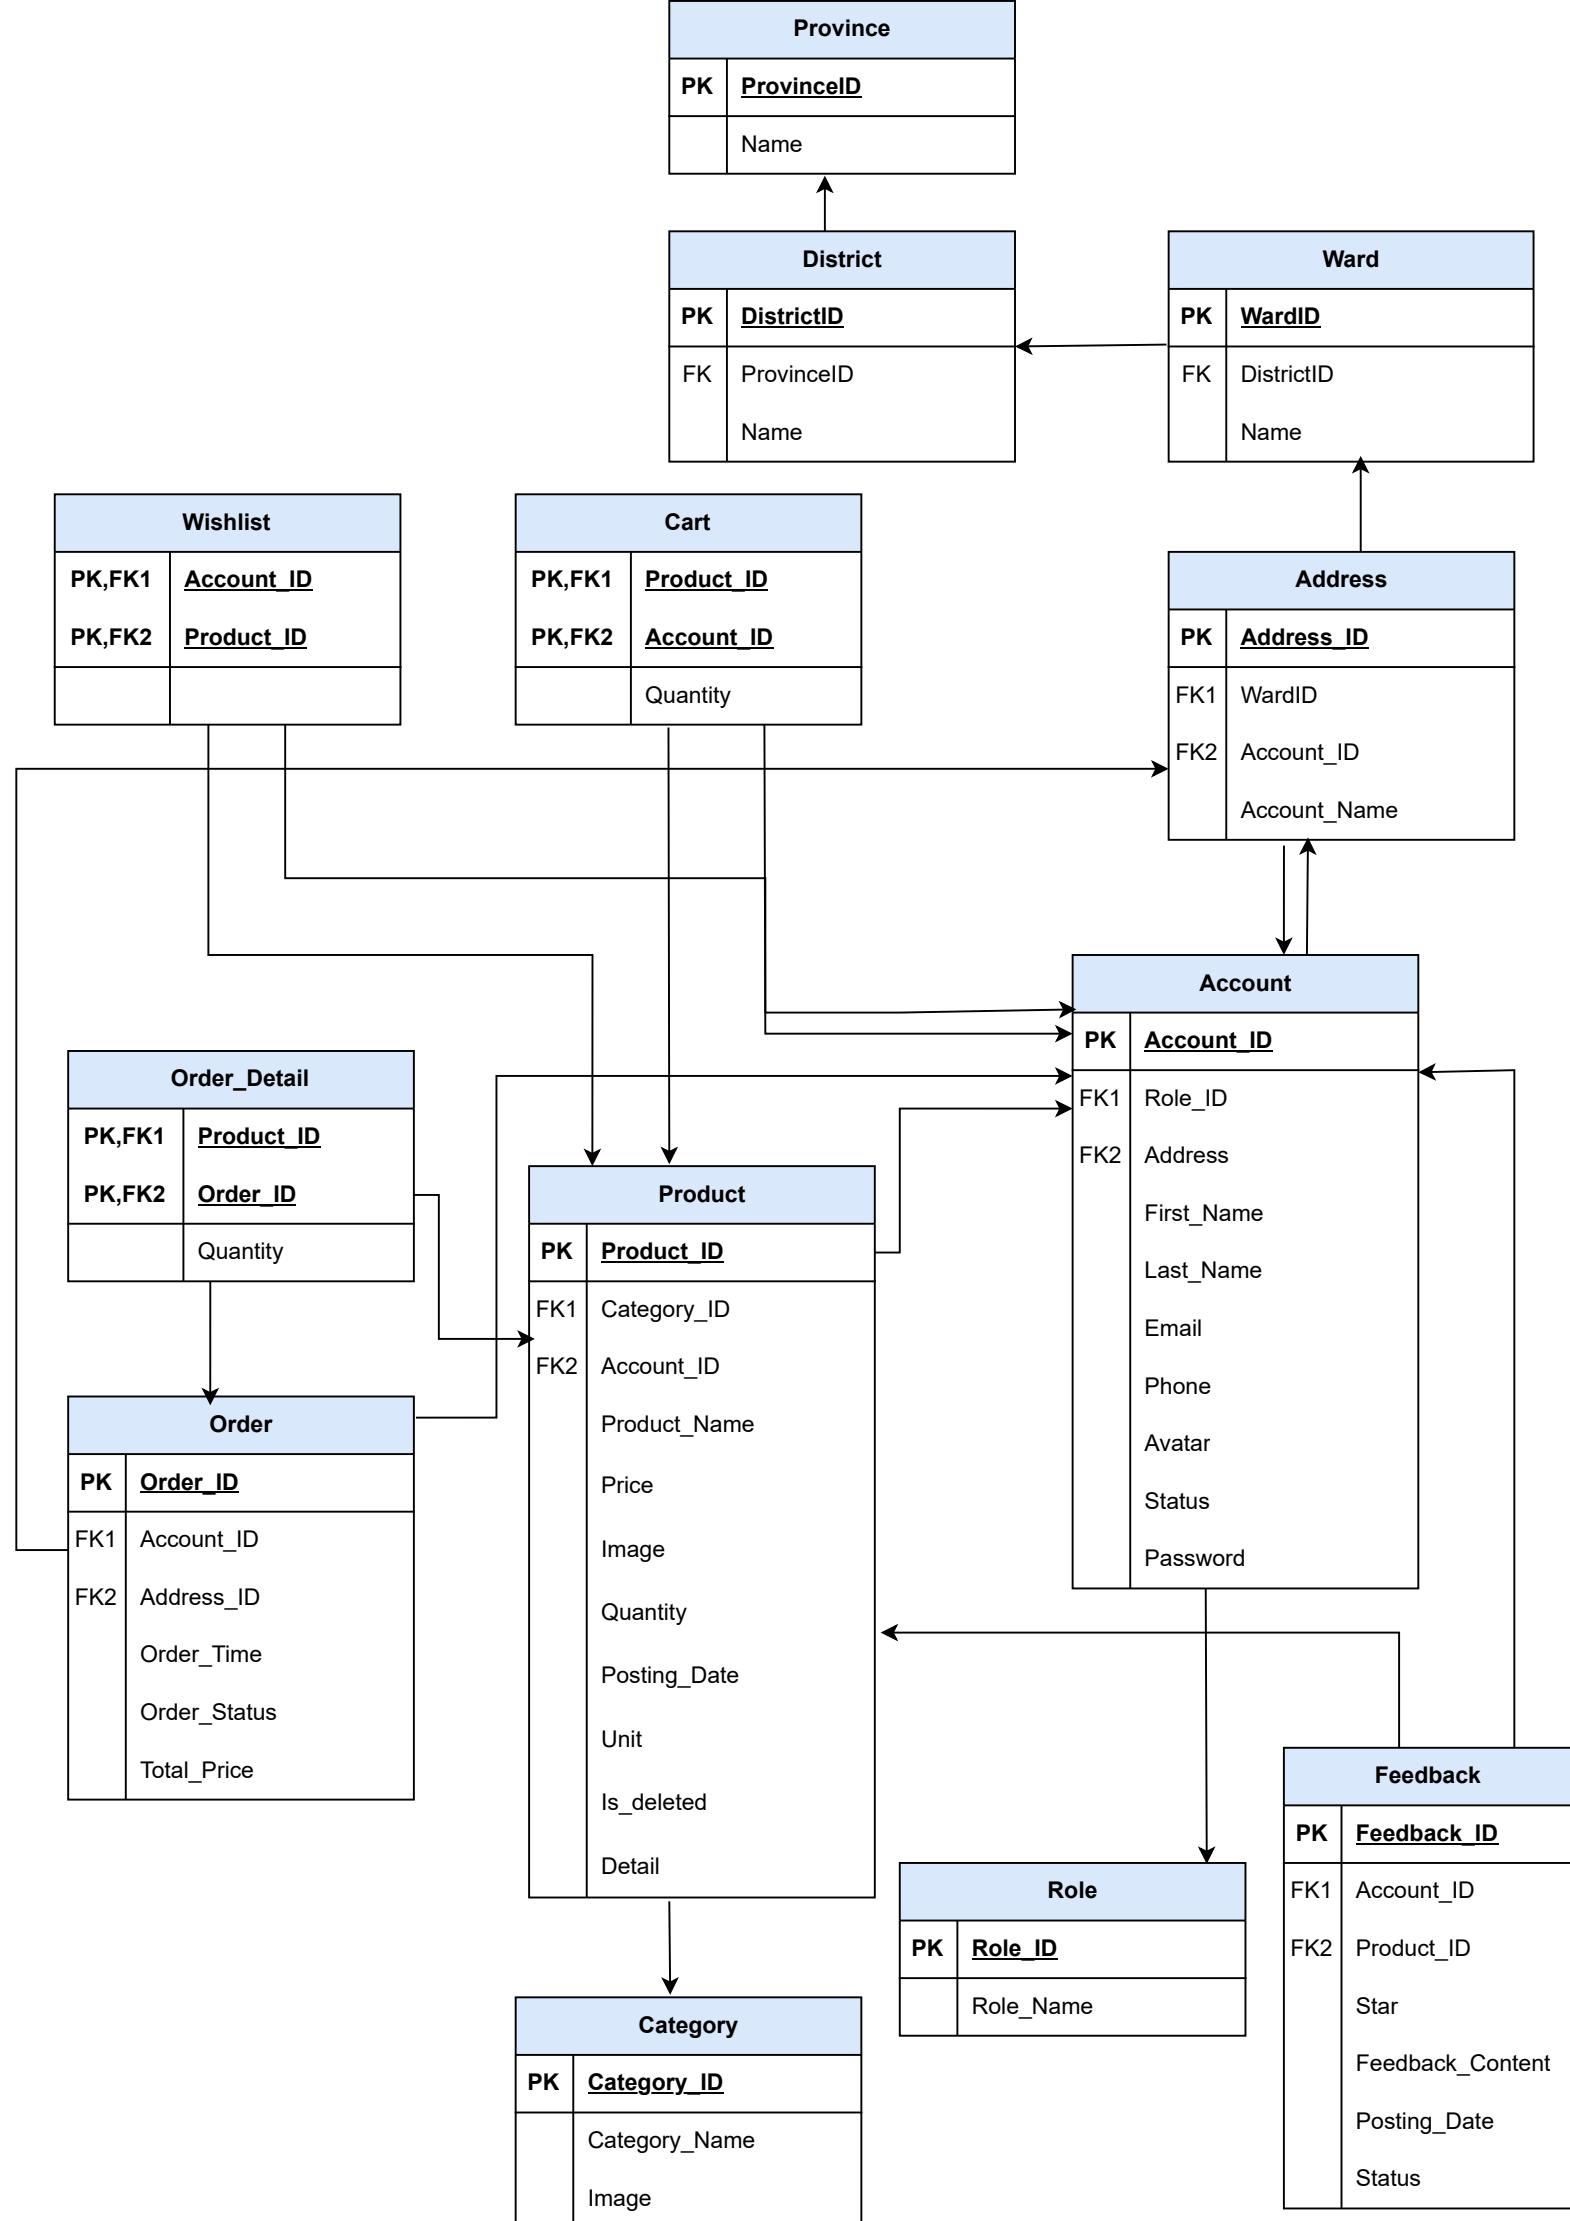 Province
PK ProvinceID
Name
District
PK DistrictID
FK ProvinceID
Name
Ward
PK WardID
FK DistrictID
Name
Wishlist
PK,FK1 Account_ID
PK,FK2 Product_ID
Cart
PK,FK1 Product_ID
PK,FK2 Account_ID
Quantity
Address
PK Address_ID
FK1 WardID
FK2 Account_ID
Account_Name
Account
PK Account_ID
FK1 Role_ID
FK2 Address
First_Name
Last_Name
Email
Phone
Avatar
Status
Password
Order_Detail
PK,FK1 Product_ID
PK,FK2 Order_ID
Quantity
Product
PK Product_ID
FK1 Category_ID
FK2 Account_ID
Product_Name
Price
Image
Quantity
Posting_Date
Unit
Is_deleted
Detail
Order
PK Order_ID
FK1 Account_ID
FK2 Address_ID
Order_Time
Order_Status
Total_Price
Feedback
PK Feedback_ID
FK1 Account_ID
FK2 Product_ID
Star
Feedback_Content
Posting_Date
Status
Role
PK Role_ID
Role_Name
Category
PK Category_ID
Category_Name
Image